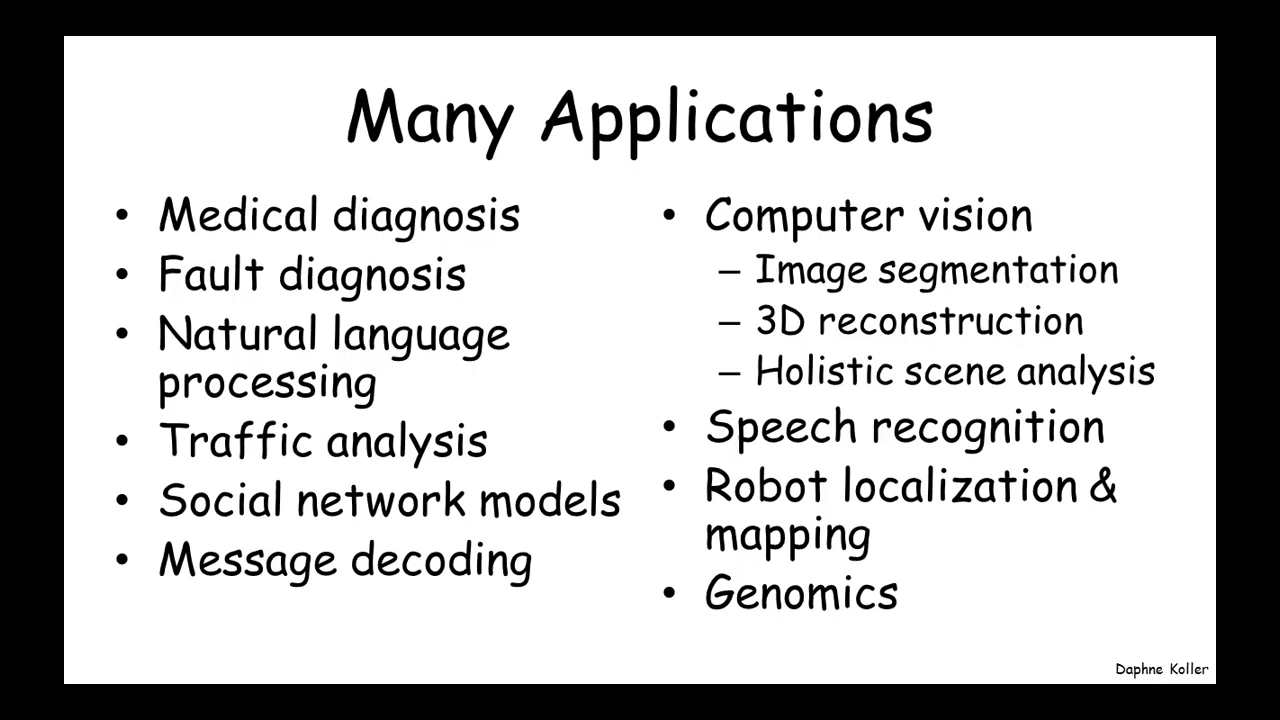 Many Applications
• Medical diagnosis
• Fault diagnosis
• Natural language
processing
• Traffic analysis
• Social network models
• Message decoding
• Computer vision
– Image segmentation
– 3D reconstruction
– Holistic scene analysis
• Speech recognition
• Robot localization &
mapping
• Genomics
Daphne Koller